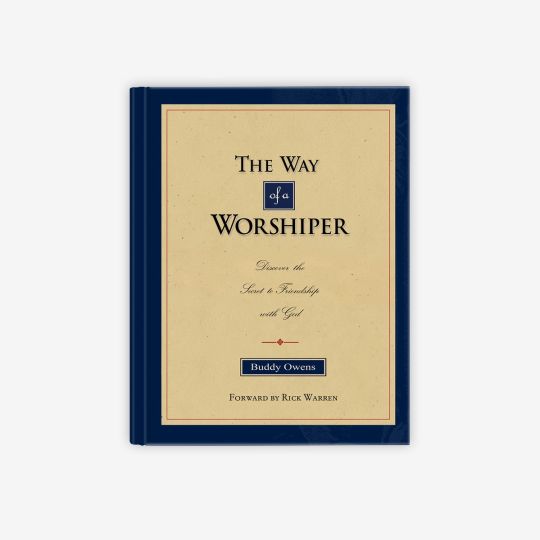 THE WAY
of a
WORSHIPER
Discover the
Secret to Friendship
with God
Buddy Owens
FORWARD BY RICK WARREN